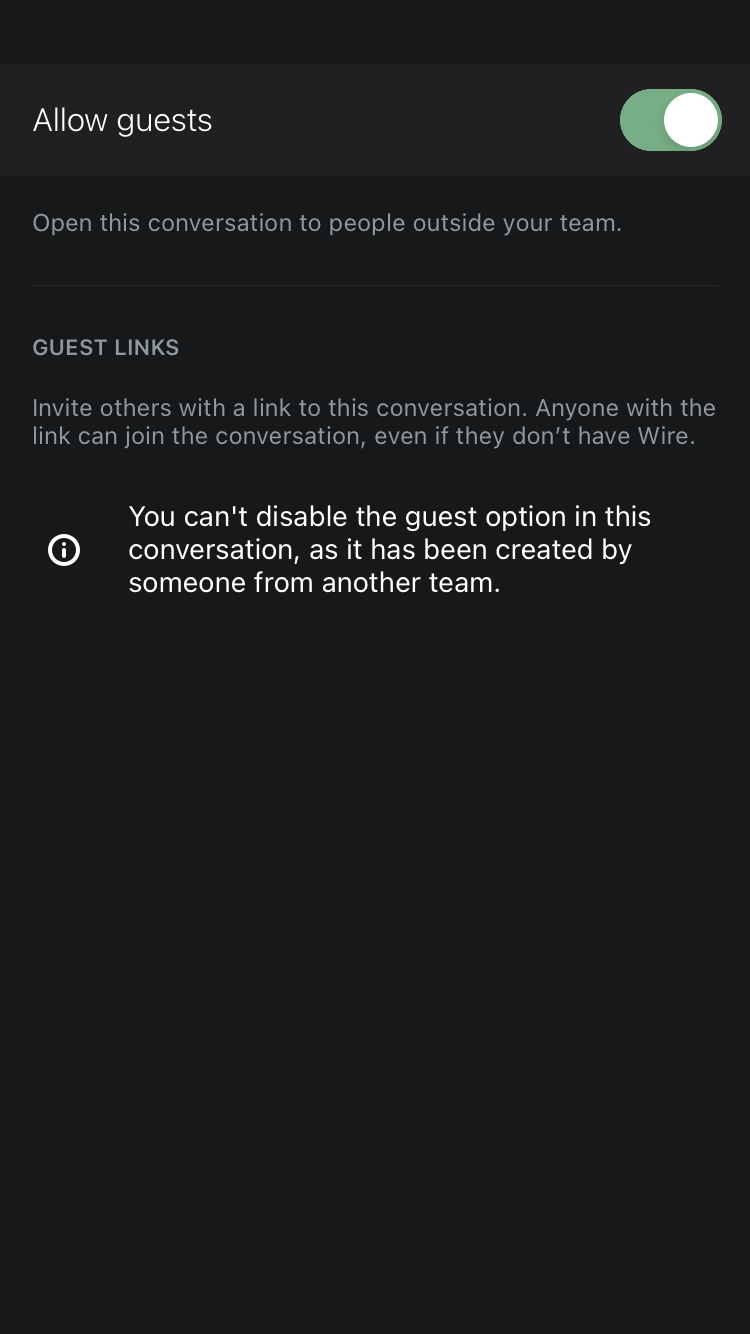 Allow guests
Open this conversation to people outside your team.
GUEST LINKS
Invite others with a link to this conversation. Anyone with the
link can join the conversation, even if they don’t have Wire.
You can't disable the guest option in this
conversation, as it has been created by
someone from another team.